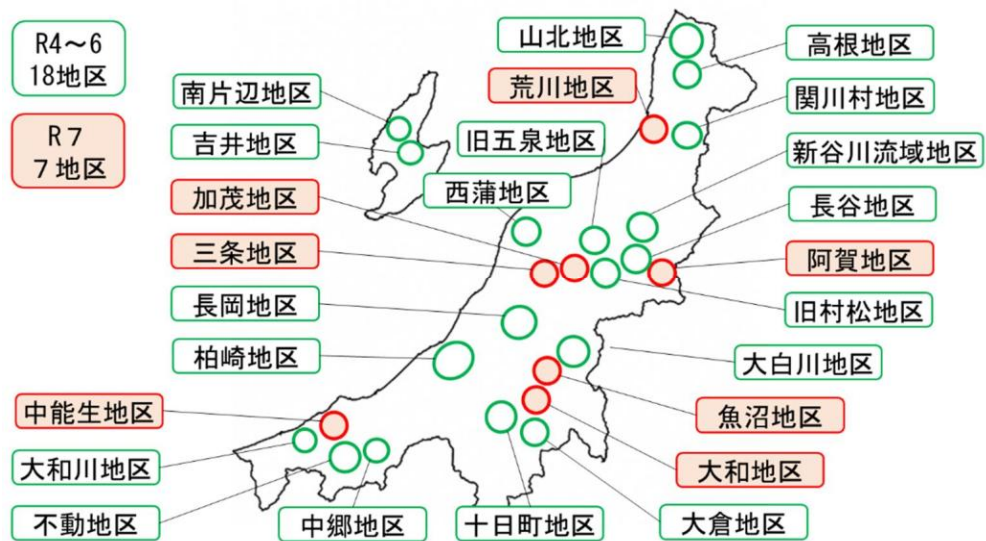 R4～6
18地区
R7
7地区
山北地区
高根地区
荒川地区
関川村地区
南片辺地区
吉井地区
旧五泉地区
新谷川流域地区
西蒲地区
長谷地区
加茂地区
三条地区
阿賀地区
旧村松地区
長岡地区
柏崎地区
大白川地区
中能生地区
魚沼地区
大和川地区
大和地区
不動地区
中郷地区
十日町地区
大倉地区